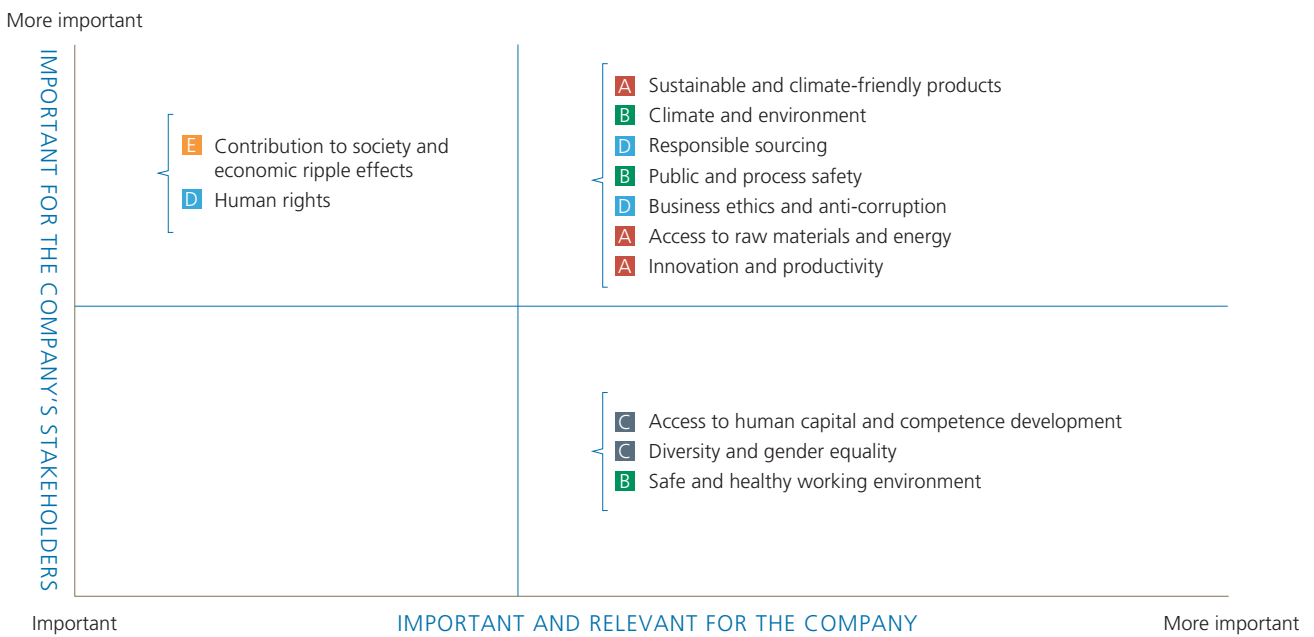 More important
IMPORTANT FOR THE COMPANY'S STAKEHOLDERS
E Contribution to society and
economic ripple effects
D Human rights
A Sustainable and climate-friendly products
B Climate and environment
D Responsible sourcing
B Public and process safety
D Business ethics and anti-corruption
A Access to raw materials and energy
A Innovation and productivity
C Access to human capital and competence development
C Diversity and gender equality
B Safe and healthy working environment
Important
IMPORTANT AND RELEVANT FOR THE COMPANY
More important